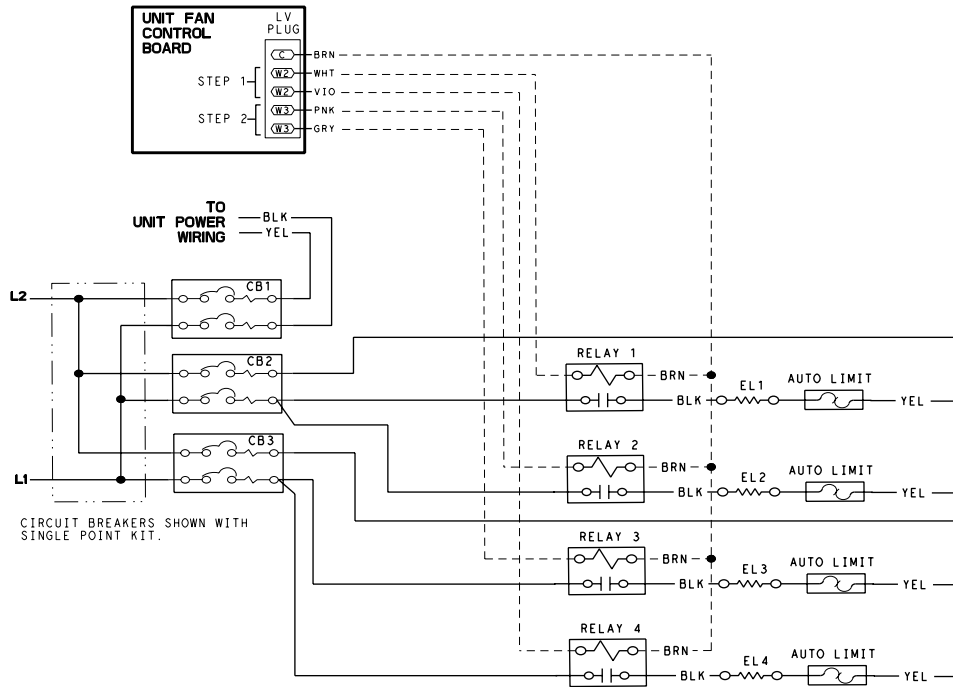 UNIT FAN
CONTROL
BOARD
LV
PLUG
C
BRN
W2
WHT
STEP 1
W2
VIO
W3
PNK
STEP 2
W3
GRY
TO
UNIT POWER
WIRING
BLK
YEL
L2
CB1
CB2
CB3
L1
CIRCUIT BREAKERS SHOWN WITH
SINGLE POINT KIT.
RELAY 1
BRN
BLK
EL1
AUTO LIMIT
YEL
RELAY 2
BRN
BLK
EL2
AUTO LIMIT
YEL
RELAY 3
BRN
BLK
EL3
AUTO LIMIT
YEL
RELAY 4
BRN
BLK
EL4
AUTO LIMIT
YEL